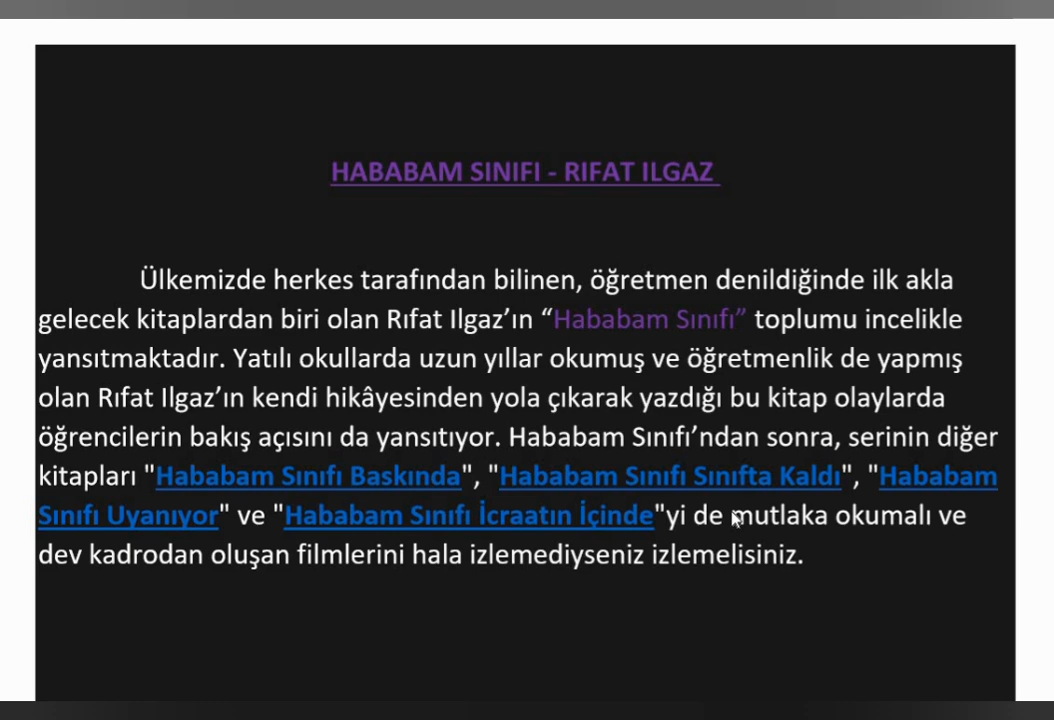 HABABAM SINIFI - RIFAT ILGAZ
Ülkemizde herkes tarafından bilinen, öğretmen denildiğinde ilk akla
gelecek kitaplardan biri olan Rıfat Ilgaz’ın “Hababam Sınıfı” toplumu incelikle
yansıtmaktadır. Yatılı okullarda uzun yıllar okumuş ve öğretmenlik de yapmış
olan Rıfat Ilgaz’ın kendi hikâyesinden yola çıkarak yazdığı bu kitap olaylarda
öğrencilerin bakış açısını da yansıtıyor. Hababam Sınıfı’ndan sonra, serinin diğer
kitapları "Hababam Sınıfı Baskında", "Hababam Sınıfı Sınıfta Kaldı", "Hababam
Sınıfı Uyanıyor" ve "Hababam Sınıfı İcraatın İçinde"yi de mutlaka okumalı ve
dev kadrodan oluşan filmlerini hala izlemediyseniz izlemelisiniz.